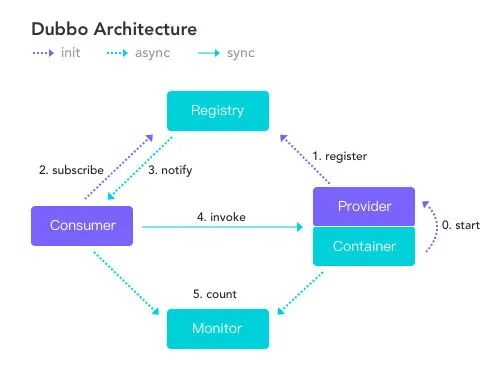 Dubbo Architecture
init async sync
Registry
1. register
2. subscribe 3. notify
Provider
Consumer 4. invoke 0. start
Container
5. count
Monitor